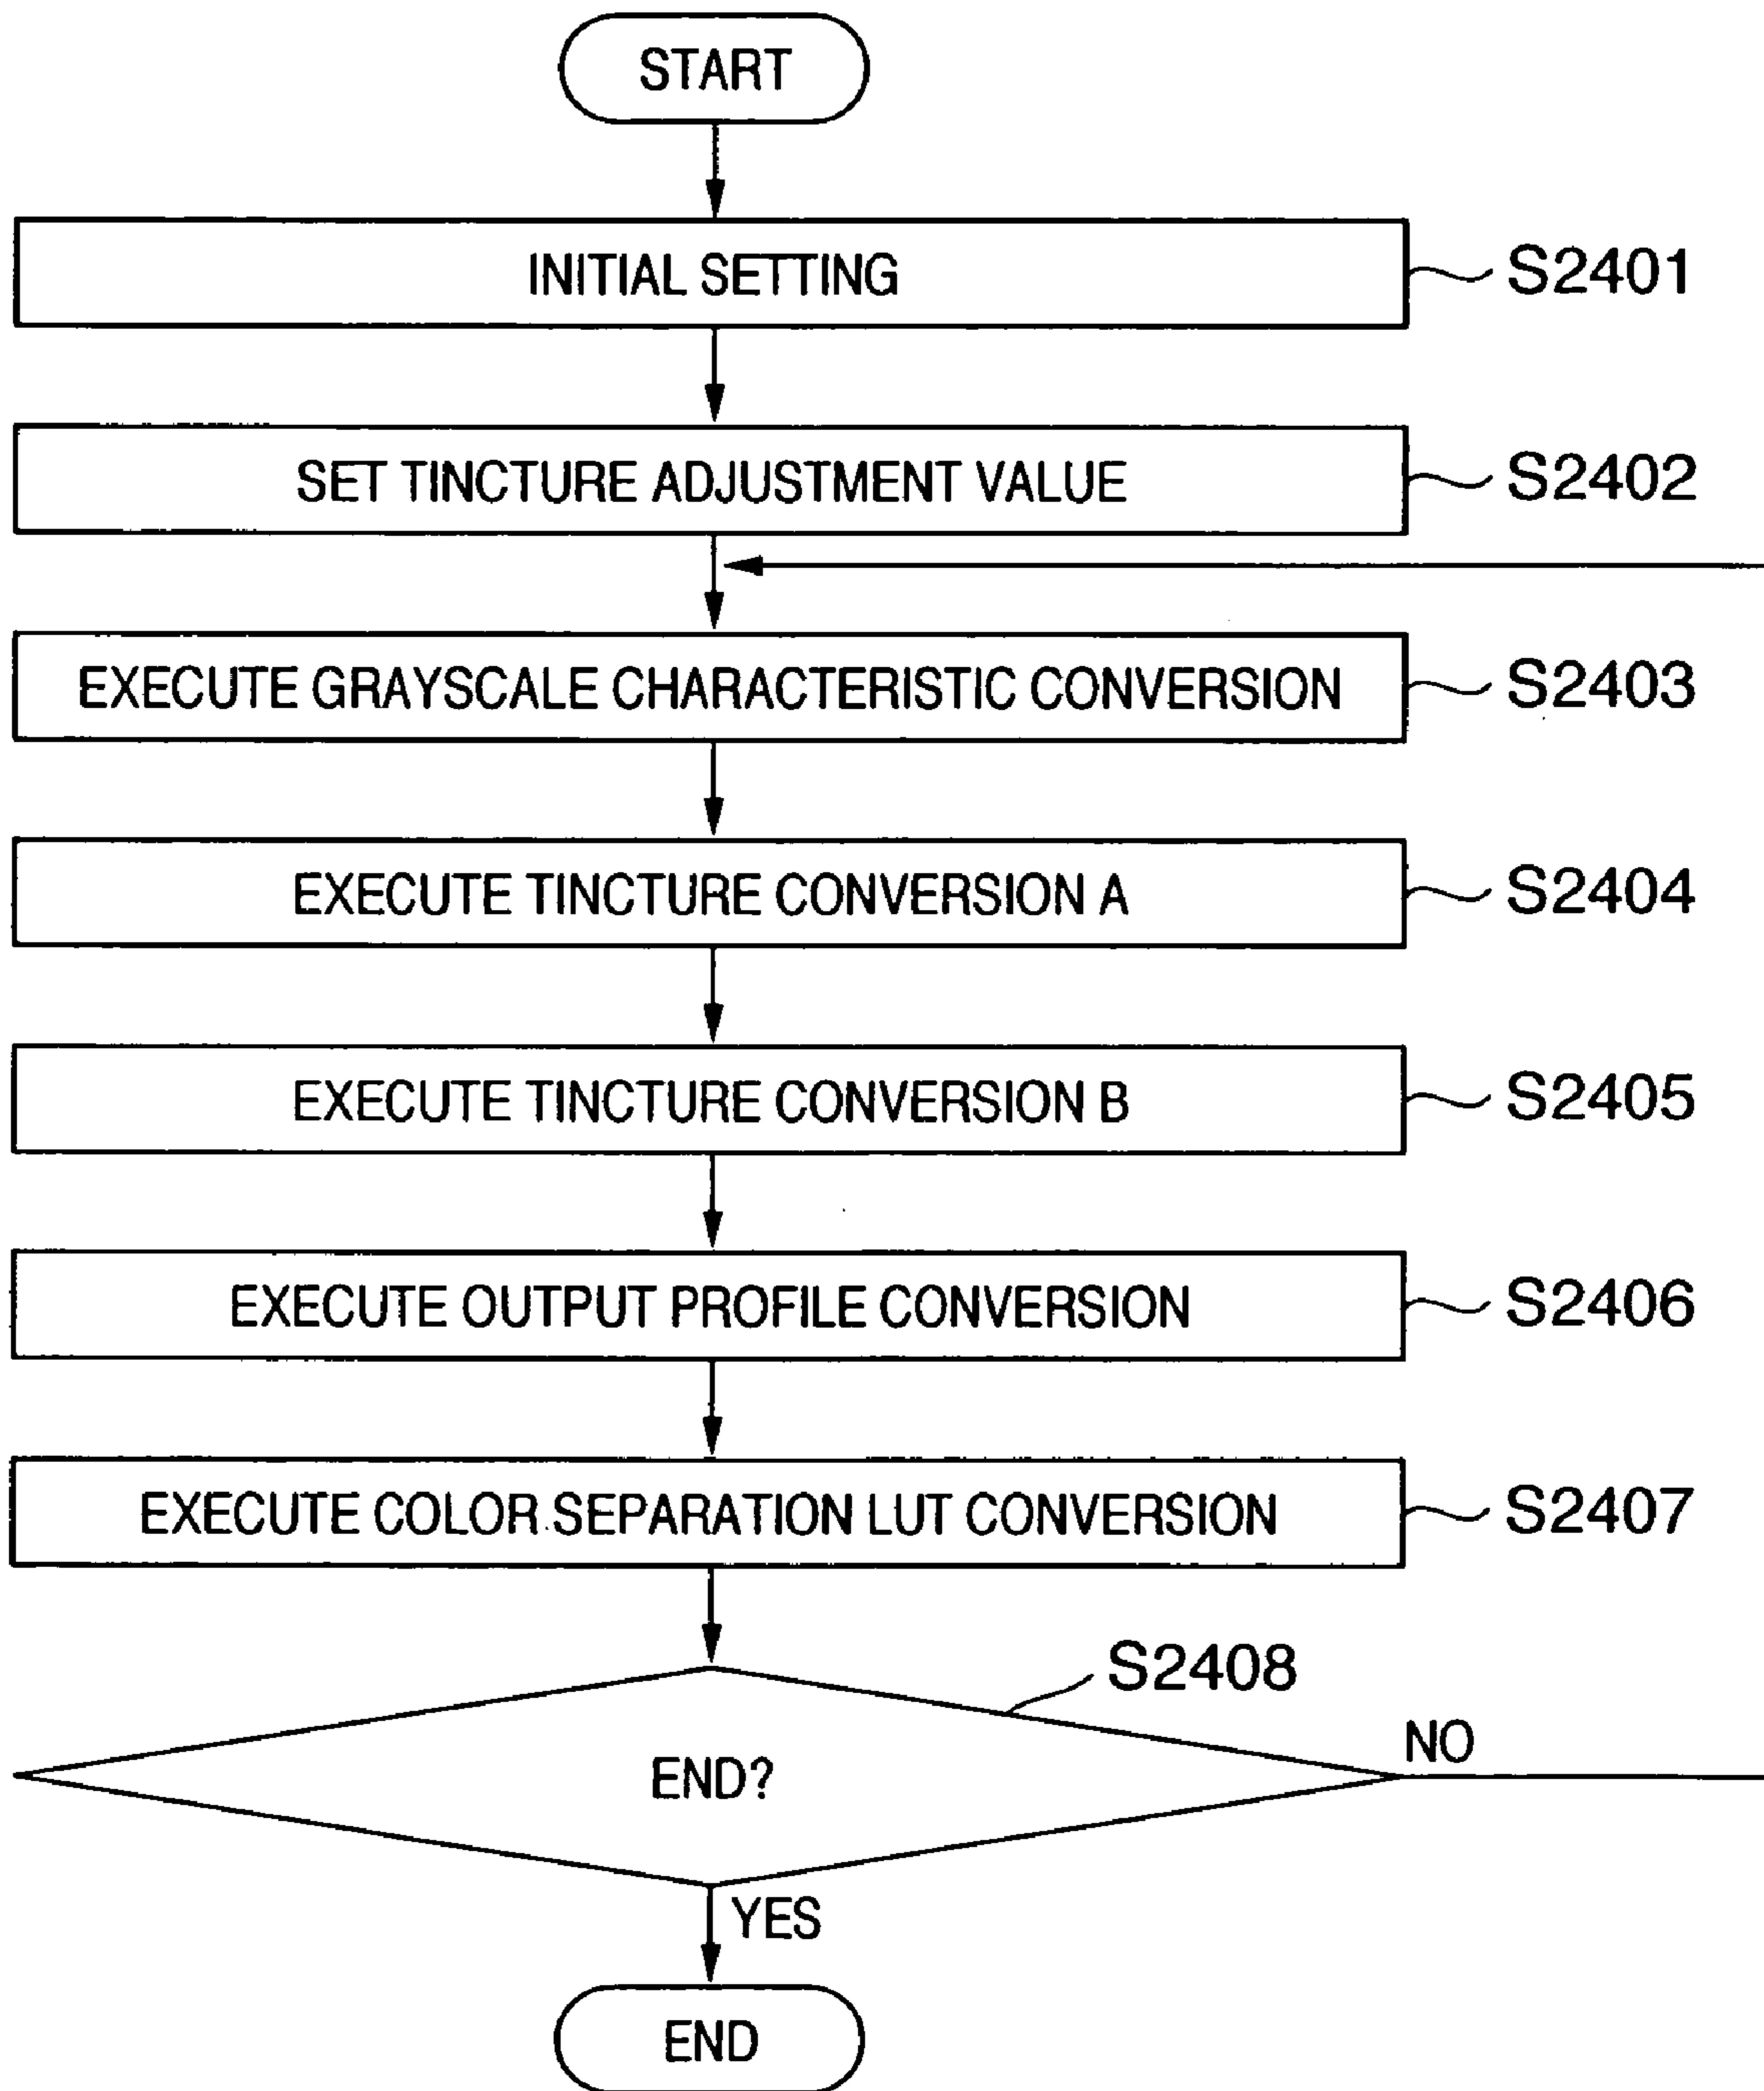 START
INITIAL SETTING
S2401
SET TINCTURE ADJUSTMENT VALUE
S2402
EXECUTE GRAYSCALE CHARACTERISTIC CONVERSION
S2403
EXECUTE TINCTURE CONVERSION A
S2404
EXECUTE TINCTURE CONVERSION B
S2405
EXECUTE OUTPUT PROFILE CONVERSION
S2406
EXECUTE COLOR SEPARATION LUT CONVERSION
S2407
S2408
END?
NO
YES
END